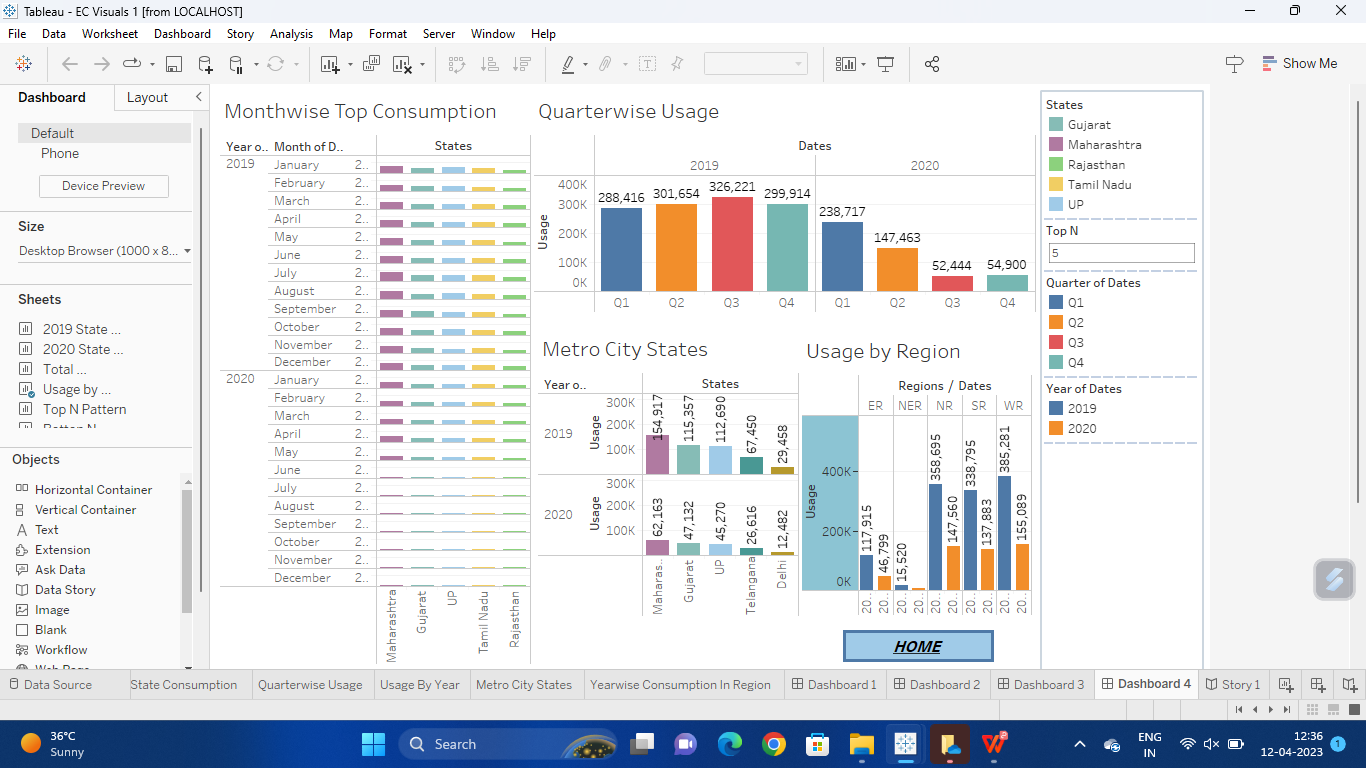 Tableau - EC Visuals 1 [from LOCALHOST]
File Data Worksheet Dashboard Story Analysis Map Format Server Window Help
Show Me
Dashboard Layout
Default
Phone
Device Preview
Size
Desktop Browser (1000 x 8...
Sheets
2019 State ...
2020 State ...
Total ...
Usage by ...
Top N Pattern
Objects
Horizontal Container
Vertical Container
Text
Extension
Ask Data
Data Story
Image
Blank
Workflow
Web Page
Monthwise Top Consumption
Year o.. Month of D.. States
2019 January 2..
February 2..
March 2..
April 2..
May 2..
June 2..
July 2..
August 2..
September 2..
October 2..
November 2..
December 2..
2020 January 2..
February 2..
March 2..
April 2..
May 2..
June 2..
July 2..
August 2..
September 2..
October 2..
November 2..
December 2..
Maharashtra Gujarat UP Tamil Nadu Rajasthan
Quarterwise Usage
Dates
2019 2020
Usage
400K
300K
200K
100K
0K
288,416 301,654 326,221 299,914 238,717 147,463 52,444 54,900
Q1 Q2 Q3 Q4 Q1 Q2 Q3 Q4
Metro City States
Year o.. States
2019 Usage
300K
200K
100K
154,917 115,357 112,690 67,450 29,458
2020 Usage
300K
200K
100K
62,163 47,132 45,270 26,616 12,482
Maharas.. Gujarat UP Telangana Delhi
Usage by Region
Regions / Dates
ER NER NR SR WR
Usage
400K
200K
0K
117,915 46,799 15,520 358,695 147,560 338,795 137,883 385,281 155,089
20.. 20.. 20.. 20.. 20.. 20.. 20.. 20.. 20.. 20..
HOME
States
Gujarat
Maharashtra
Rajasthan
Tamil Nadu
UP
Top N
5
Quarter of Dates
Q1
Q2
Q3
Q4
Year of Dates
2019
2020
Data Source State Consumption Quarterwise Usage Usage By Year Metro City States Yearwise Consumption In Region Dashboard 1 Dashboard 2 Dashboard 3 Dashboard 4 Story 1
36°C
Sunny
Search
ENG
IN
12:36
12-04-2023
1